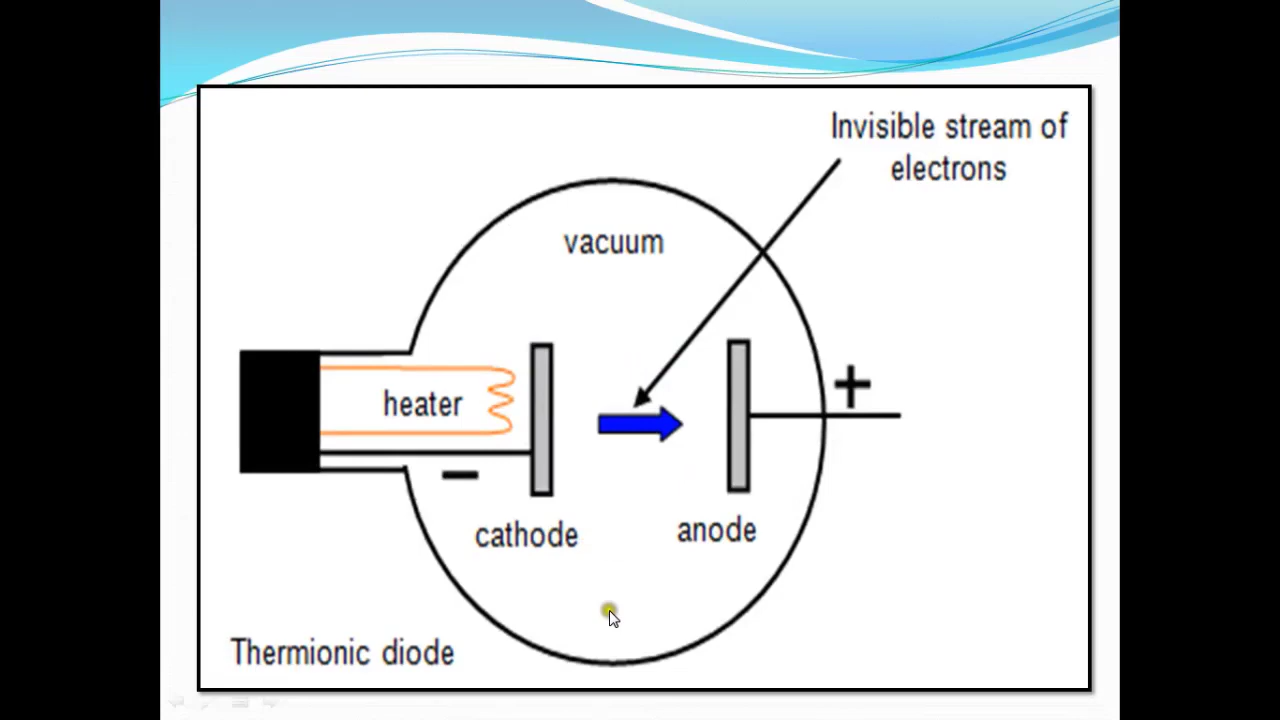 Invisible stream of
electrons
vacuum
heater
+
−
cathode
anode
Thermionic diode